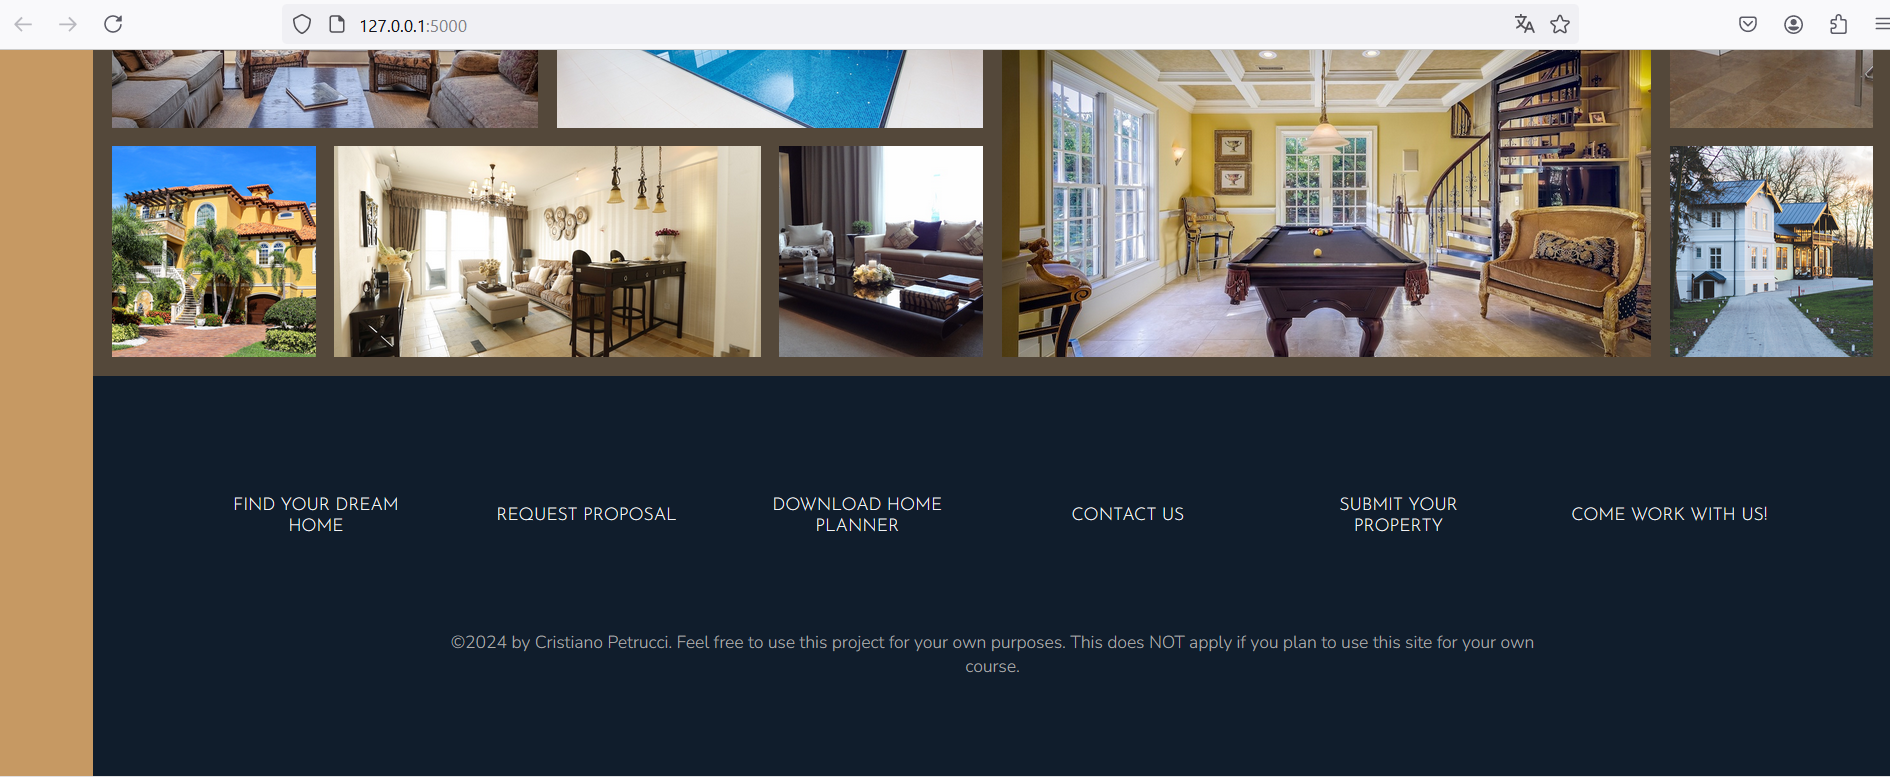 127.0.0.1:5000
FIND YOUR DREAM
HOME
REQUEST PROPOSAL
DOWNLOAD HOME
PLANNER
CONTACT US
SUBMIT YOUR
PROPERTY
COME WORK WITH US!
©2024 by Cristiano Petrucci. Feel free to use this project for your own purposes. This does NOT apply if you plan to use this site for your own
course.